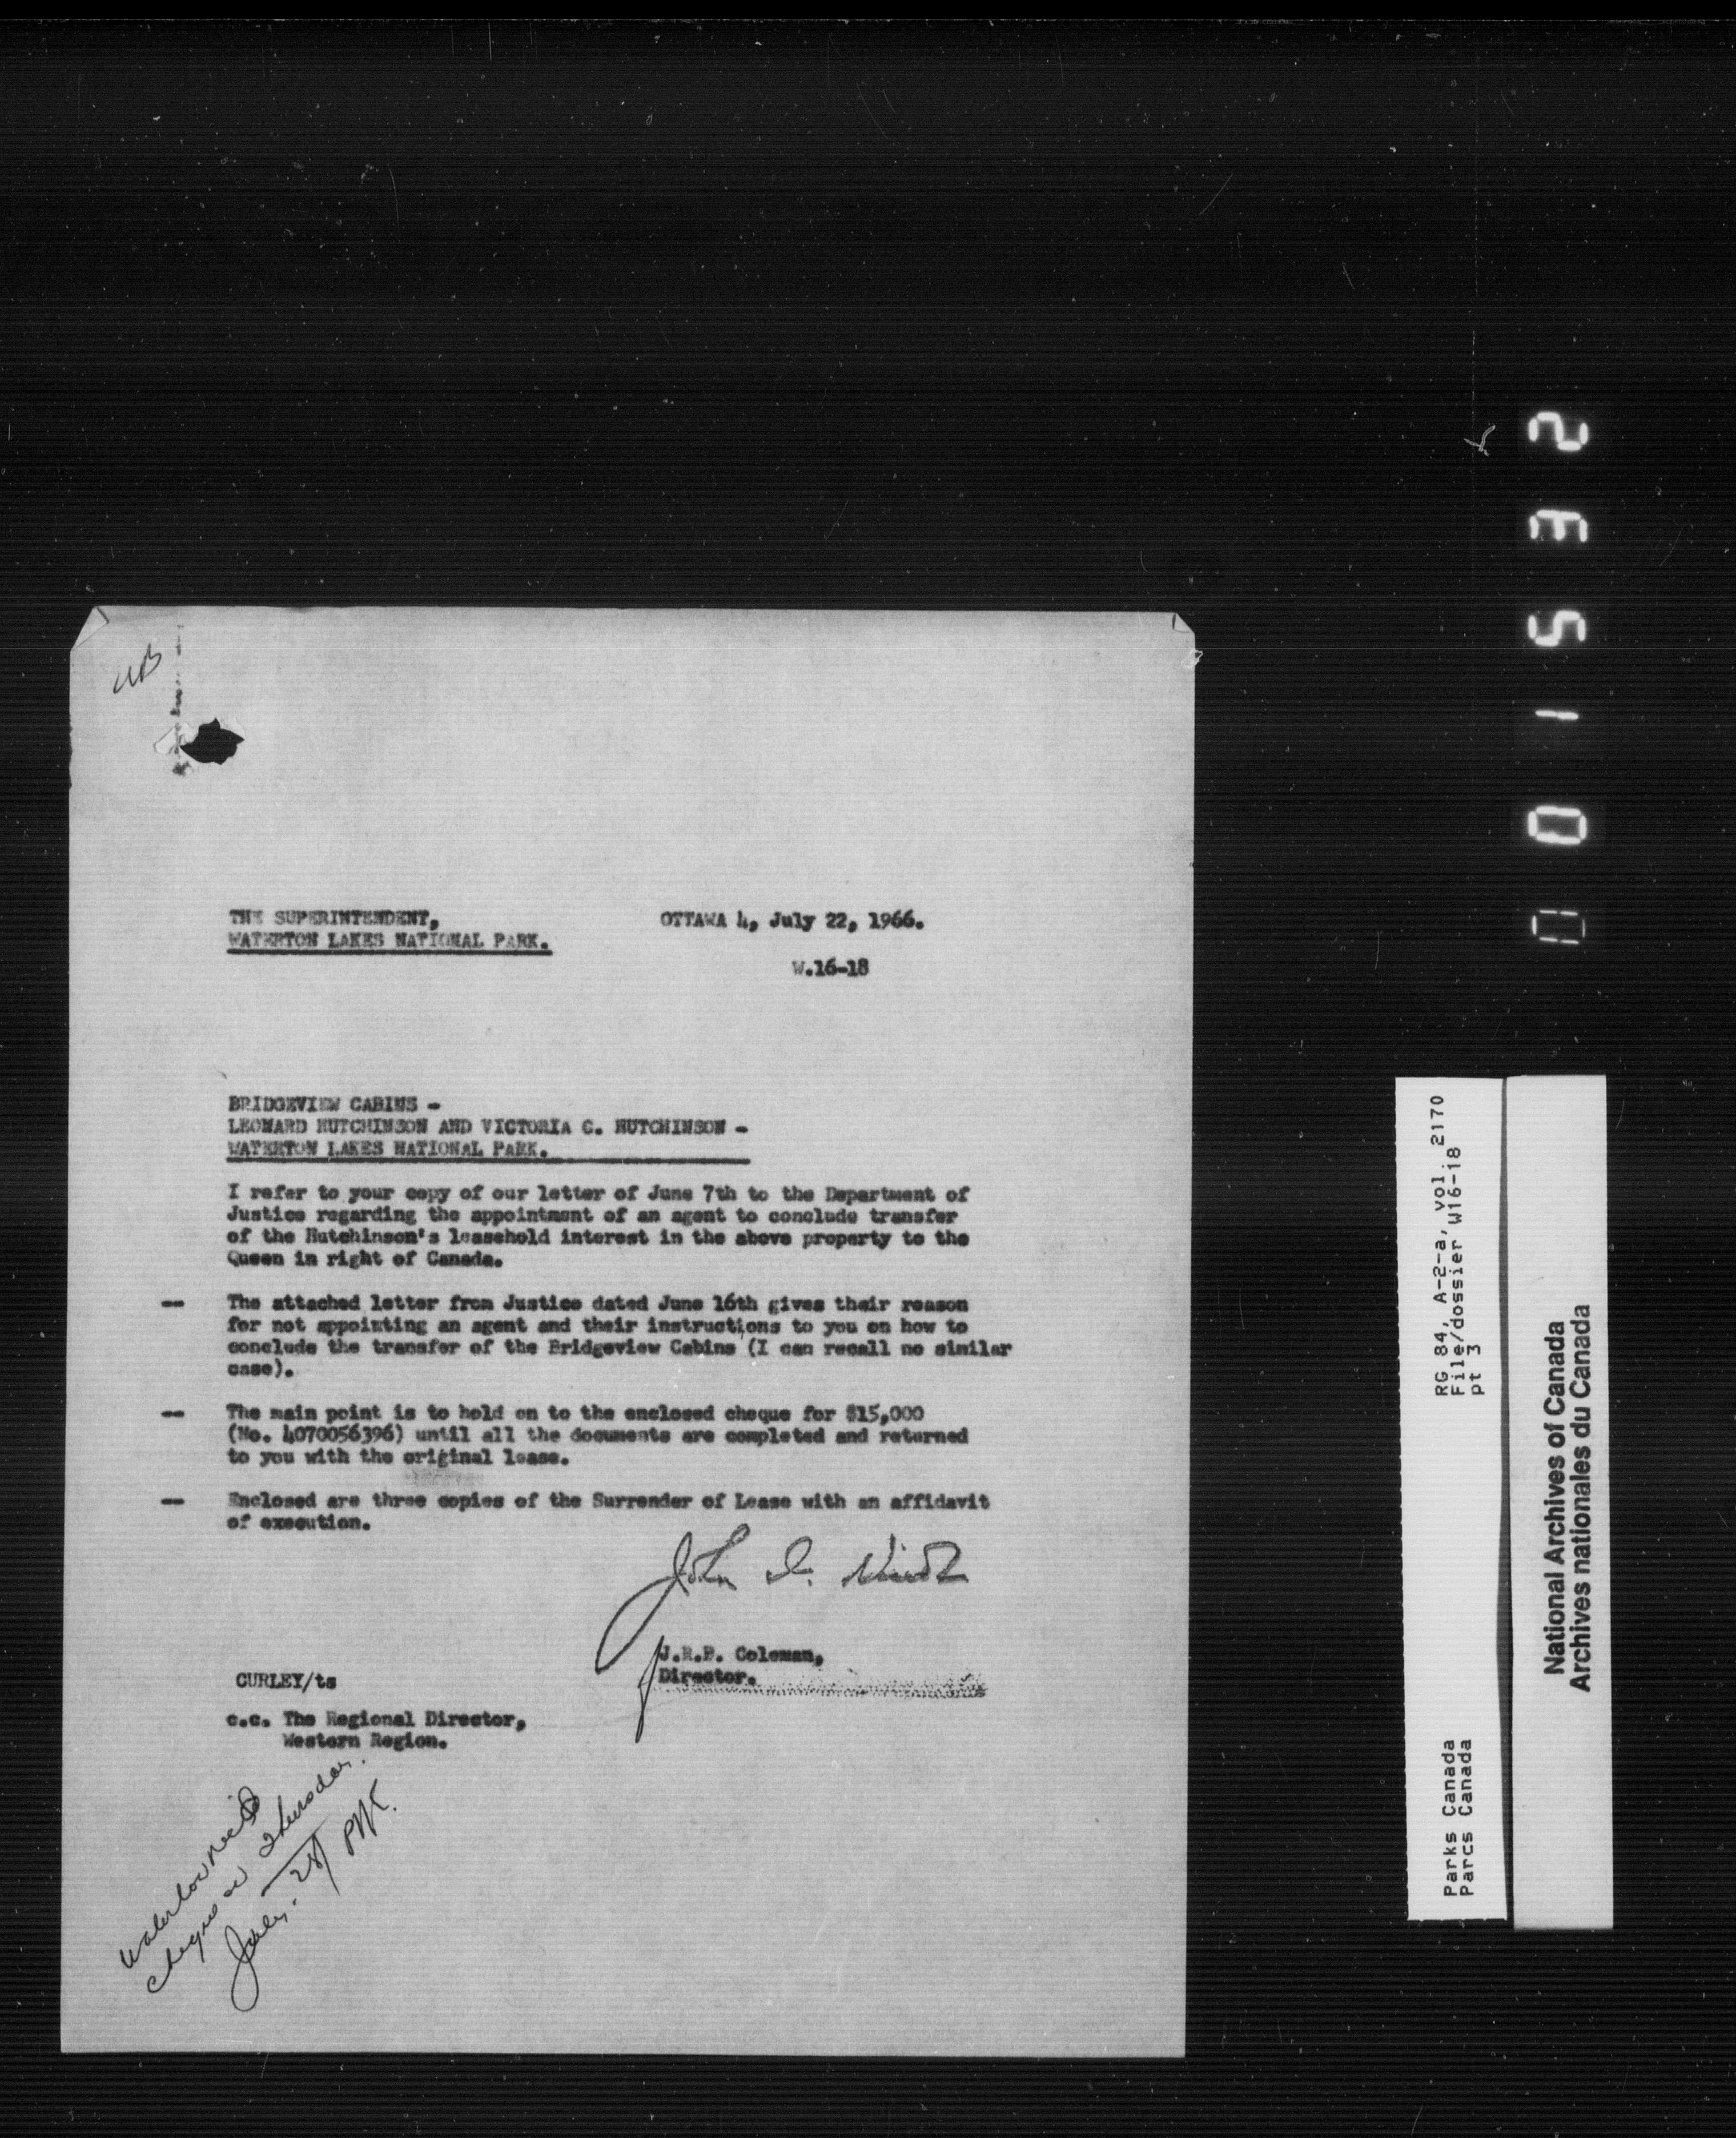 THE SUPERINTENDENT,
WATERTON LAKES NATIONAL PARK.
OTTAWA 4, July 22, 1966.
W.16-18
BRIDGEVIEW CABINS -
LEONARD HUTCHINSON AND VICTORIA C. HUTCHINSON -
WATERTON LAKES NATIONAL PARK.
I refer to your copy of our letter of June 7th to the Department of
Justice regarding the appointment of an agent to conclude transfer
of the Hutchinson's leasehold interest in the above property to the
Queen in right of Canada.
-- The attached letter from Justice dated June 16th gives their reason
for not appointing an agent and their instructions to you on how to
conclude the transfer of the Bridgeview Cabins (I can recall no similar
case).
-- The main point is to hold on to the enclosed cheque for $15,000
(No. 4070056396) until all the documents are completed and returned
to you with the original lease.
-- Enclosed are three copies of the Surrender of Lease with an affidavit
of execution.
John I.
J.R.B. Coleman,
Director.
CURLEY/ts
c.c. The Regional Director,
Western Region.
Thursday.
July. 28/
001532
RG 84, A-2-a, vol. 2170
File/dossier W16-18
pt 3
Parks Canada
Parcs Canada
National Archives of Canada
Archives nationales du Canada